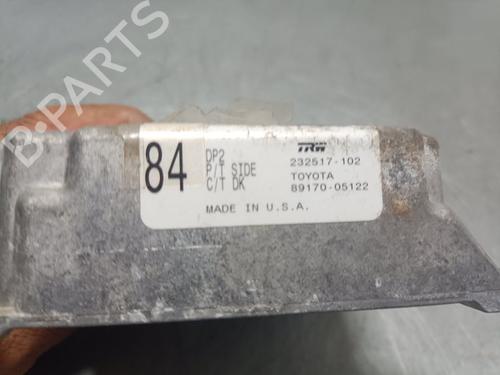 B-PARTS
84
DP2
P/T SIDE
C/T DK
TRW
232517-102
TOYOTA
89170-05122
MADE IN U.S.A.